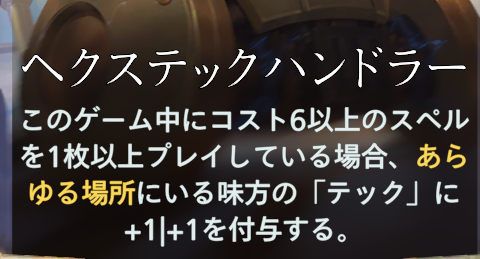 ヘクステックハンドラー
このゲーム中にコスト6以上のスペル
を1枚以上プレイしている場合、あら
ゆる場所にいる味方の「テック」に
+1|+1を付与する。